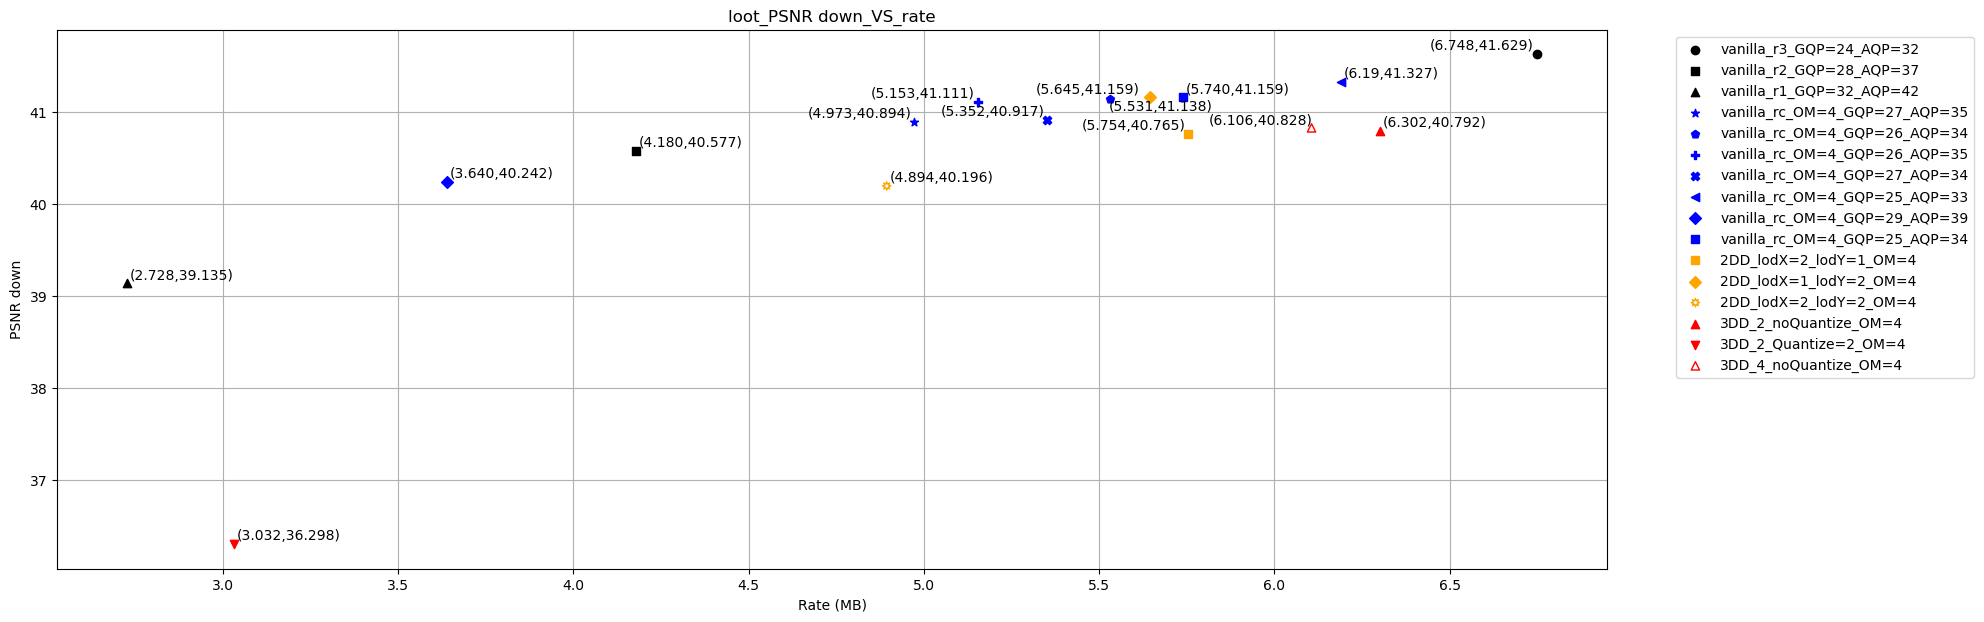 loot_PSNR down_VS_rate
(6.748,41.629)
(6.19,41.327)
(5.153,41.111)
(5.645,41.159)
(5.740,41.159)
(4.973,40.894)
(5.352,40.917)
(5.531,41.138)
(5.754,40.765)
(6.106,40.828)
(6.302,40.792)
(4.180,40.577)
(3.640,40.242)
(4.894,40.196)
(2.728,39.135)
(3.032,36.298)
PSNR down
41
40
39
38
37
3.0
3.5
4.0
4.5
5.0
5.5
6.0
6.5
Rate (MB)
vanilla_r3_GQP=24_AQP=32
vanilla_r2_GQP=28_AQP=37
vanilla_r1_GQP=32_AQP=42
vanilla_rc_OM=4_GQP=27_AQP=35
vanilla_rc_OM=4_GQP=26_AQP=34
vanilla_rc_OM=4_GQP=26_AQP=35
vanilla_rc_OM=4_GQP=27_AQP=34
vanilla_rc_OM=4_GQP=25_AQP=33
vanilla_rc_OM=4_GQP=29_AQP=39
vanilla_rc_OM=4_GQP=25_AQP=34
2DD_lodX=2_lodY=1_OM=4
2DD_lodX=1_lodY=2_OM=4
2DD_lodX=2_lodY=2_OM=4
3DD_2_noQuantize_OM=4
3DD_2_Quantize=2_OM=4
3DD_4_noQuantize_OM=4